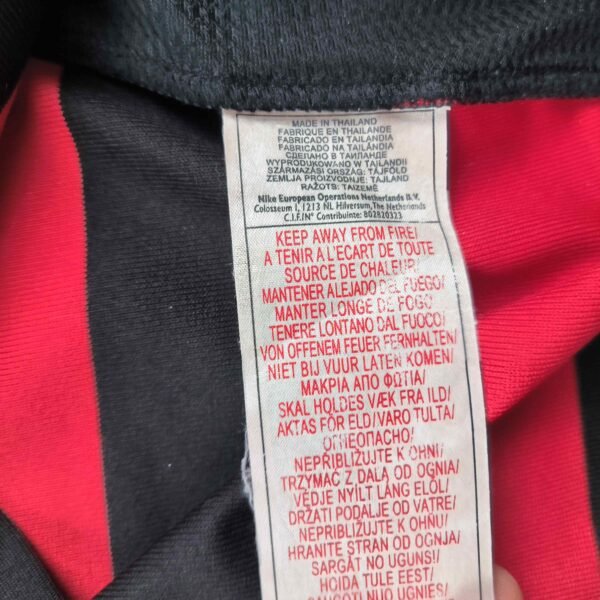 MADE IN THAILAND
FABRIQUE EN THAILANDE
FABRICADO EN TAILANDIA
FABRICADO NA TAILÂNDIA
СДЕЛАНО В ТАИЛАНДЕ
WYPRODUKOWANO W TAJLANDII
SZÁRMAZÁSI ORSZÁG: TÁJFÖLD
ZEMLJA PROIZVODNJE: TAJLAND
RAŽOTS: TAIZEMĒ
Nike European Operations Netherlands B.V.
Colosseum 1, 1213 NL Hilversum, The Netherlands
C.I.F./N° Contribuinte: 802820323
KEEP AWAY FROM FIRE/
A TENIR A L'ECART DE TOUTE
SOURCE DE CHALEUR/
MANTENER ALEJADO DEL FUEGO/
MANTER LONGE DE FOGO
TENERE LONTANO DAL FUOCO/
VON OFFENEM FEUER FERNHALTEN/
NIET BIJ VUUR LATEN KOMEN/
ΜΑΚΡΙΑ ΑΠΟ ΦΩΤΙΑ/
SKAL HOLDES VÆK FRA ILD/
AKTAS FÖR ELD/VARO TULTA/
ОГНЕОПАСНО/
NEPŘIBLIŽUJTE K OHNI/
TRZYMAĆ Z DALA OD OGNIA/
VÉDJE NYÍLT LÁNG ELÖL/
DRŽATI PODALJE OD VATRE/
NEPRIBLIŽUJTE K OHŇU/
HRANITE STRAN OD OGNJA/
SARGĀT NO UGUNS!/
HOIDA TULE EEST/
SAUGOTI NUO UGNIES/